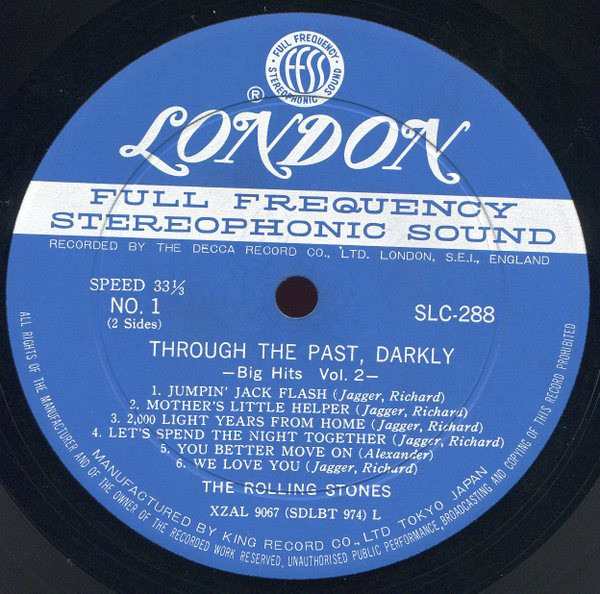 FULL FREQUENCY
ffss
STEREOPHONIC SOUND
®
LONDON
FULL FREQUENCY
STEREOPHONIC SOUND
RECORDED BY THE DECCA RECORD CO., LTD. LONDON, S.E.I., ENGLAND
SPEED 33⅓
NO. 1
(2 Sides)
SLC-288
THROUGH THE PAST, DARKLY
—Big Hits Vol. 2—
1. JUMPIN' JACK FLASH (Jagger, Richard)
2. MOTHER'S LITTLE HELPER (Jagger, Richard)
3. 2,000 LIGHT YEARS FROM HOME (Jagger, Richard)
4. LET'S SPEND THE NIGHT TOGETHER (Jagger, Richard)
5. YOU BETTER MOVE ON (Alexander)
6. WE LOVE YOU (Jagger, Richard)
THE ROLLING STONES
XZAL 9067 (SDLBT 974) L
MANUFACTURED BY KING RECORD CO., LTD TOKYO JAPAN
ALL RIGHTS OF THE MANUFACTURER AND OF THE OWNER OF THE RECORDED WORK RESERVED, UNAUTHORISED PUBLIC PERFORMANCE, BROADCASTING AND COPYING OF THIS RECORD PROHIBITED